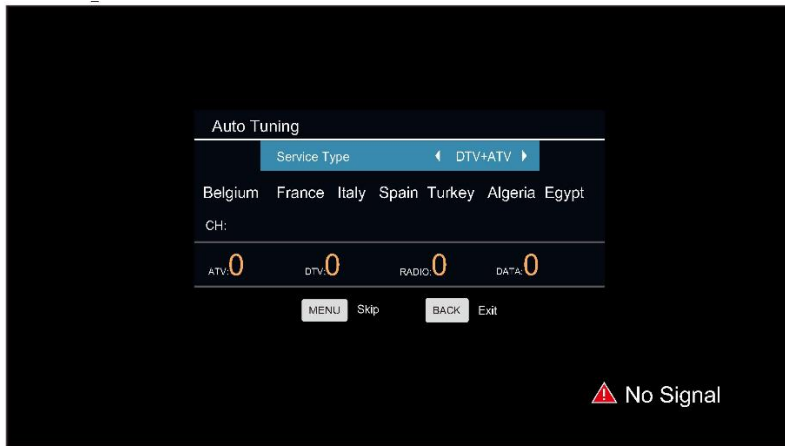 Auto Tuning
Service Type DTV+ATV
Belgium France Italy Spain Turkey Algeria Egypt
CH:
ATV:0 DTV:0 RADIO:0 DATA:0
MENU Skip BACK Exit
No Signal